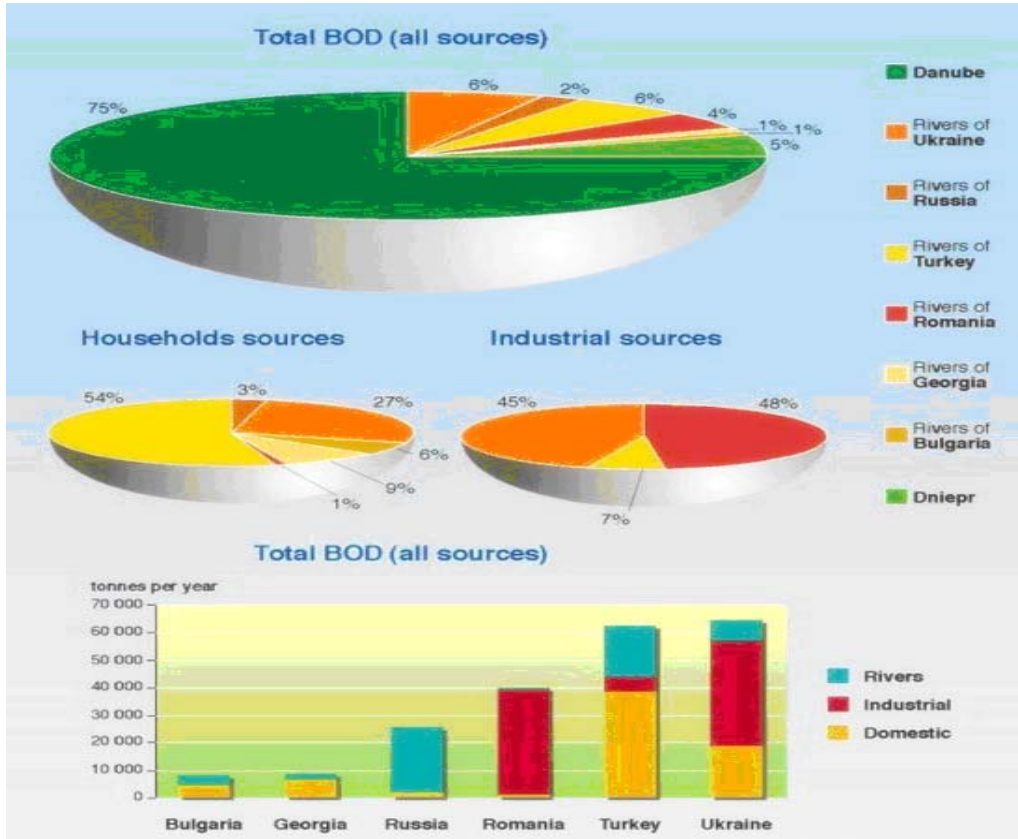 Total BOD (all sources)
75%
6%
2%
6%
4%
1%
1%
5%
Danube
Rivers of
Ukraine
Rivers of
Russia
Rivers of
Turkey
Rivers of
Romania
Rivers of
Georgia
Rivers of
Bulgaria
Dniepr
Households sources
54%
3%
27%
6%
9%
1%
Industrial sources
45%
48%
7%
Total BOD (all sources)
tonnes per year
70 000
60 000
50 000
40 000
30 000
20 000
10 000
0
Bulgaria
Georgia
Russia
Romania
Turkey
Ukraine
Rivers
Industrial
Domestic